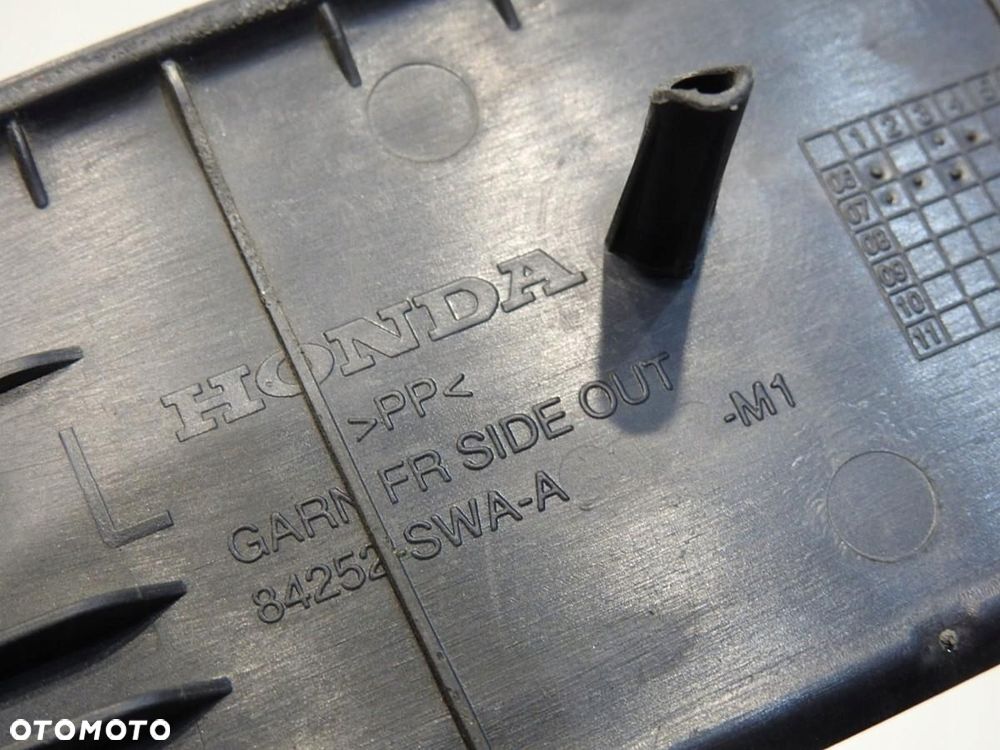 1 2 3 4 5
07
08
09
10
11
HONDA
>PP<
L
GARN FR SIDE OUT
84252-SWA-A -M1
OTOMOTO